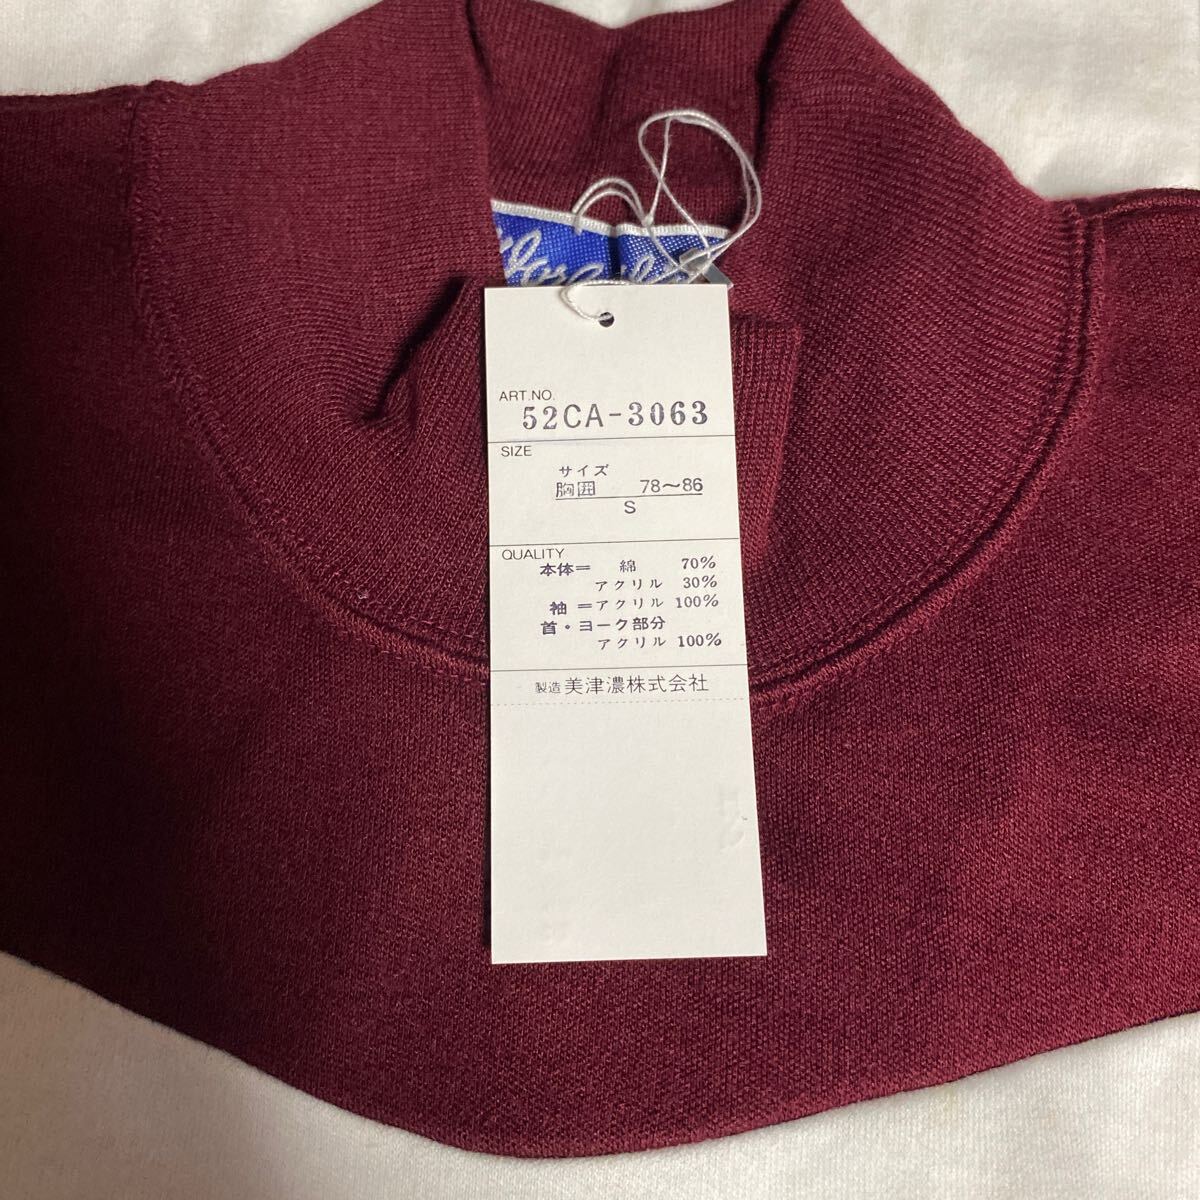 ART.NO.
52CA-3063
SIZE
サイズ
胸囲 78～86
S
QUALITY
本体＝ 綿 70%
アクリル 30%
袖＝アクリル 100%
首・ヨーク部分
アクリル 100%
製造 美津濃株式会社